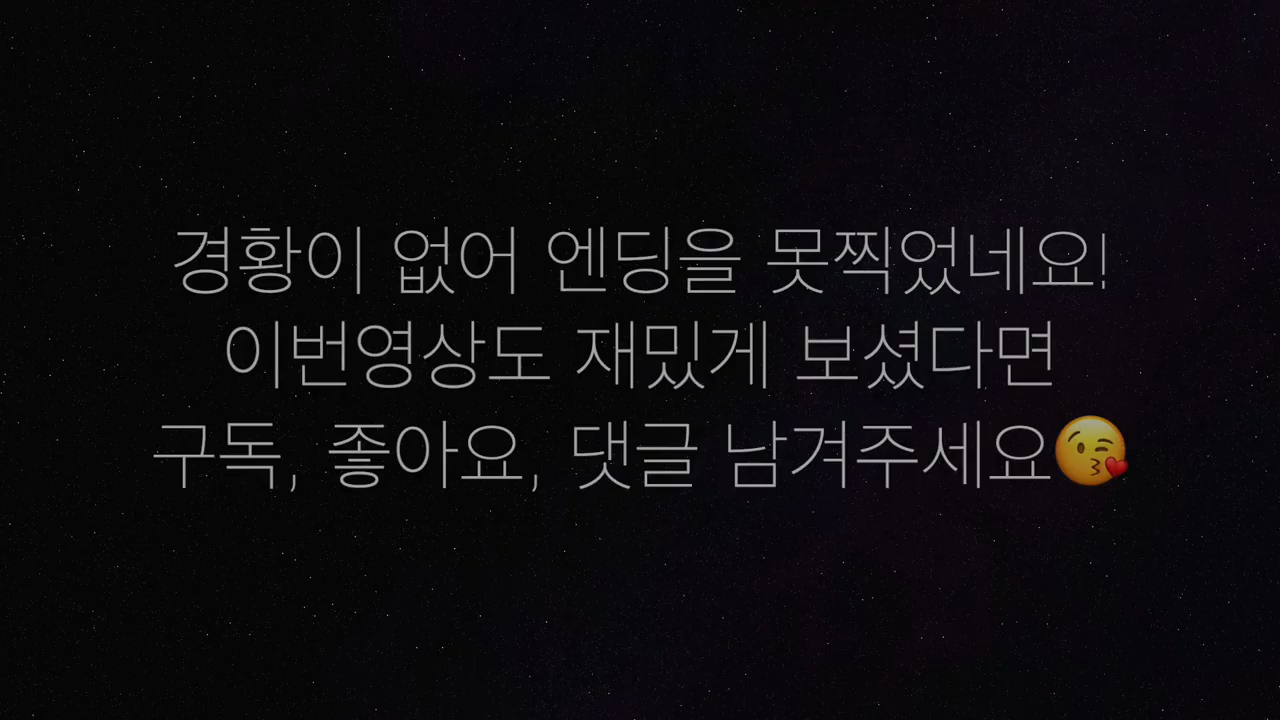 경황이 없어 엔딩을 못찍었네요!
이번영상도 재밌게 보셨다면
구독, 좋아요, 댓글 남겨주세요😘